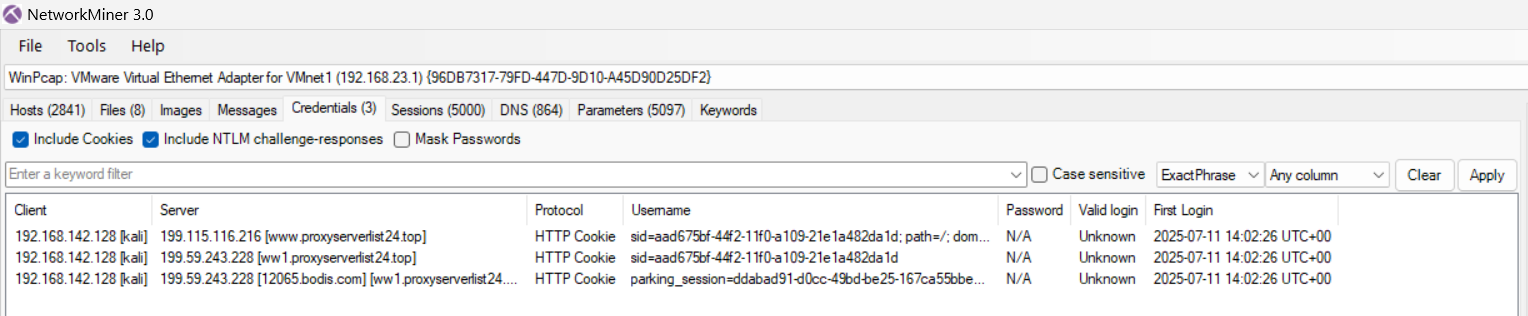 NetworkMiner 3.0
File Tools Help
WinPcap: VMware Virtual Ethernet Adapter for VMnet1 (192.168.23.1) {96DB7317-79FD-447D-9D10-A45D90D25DF2}
Hosts (2841) Files (8) Images Messages Credentials (3) Sessions (5000) DNS (864) Parameters (5097) Keywords
Include Cookies Include NTLM challenge-responses Mask Passwords
Enter a keyword filter Case sensitive ExactPhrase Any column Clear Apply
Client Server Protocol Username Password Valid login First Login
192.168.142.128 [kali] 199.115.116.216 [www.proxyserverlist24.top] HTTP Cookie sid=aad675bf-44f2-11f0-a109-21e1a482da1d; path=/; dom... N/A Unknown 2025-07-11 14:02:26 UTC+00
192.168.142.128 [kali] 199.59.243.228 [ww1.proxyserverlist24.top] HTTP Cookie sid=aad675bf-44f2-11f0-a109-21e1a482da1d N/A Unknown 2025-07-11 14:02:26 UTC+00
192.168.142.128 [kali] 199.59.243.228 [12065.bodis.com] [ww1.proxyserverlist24.... HTTP Cookie parking_session=ddabad91-d0cc-49bd-be25-167ca55bbe... N/A Unknown 2025-07-11 14:02:26 UTC+00